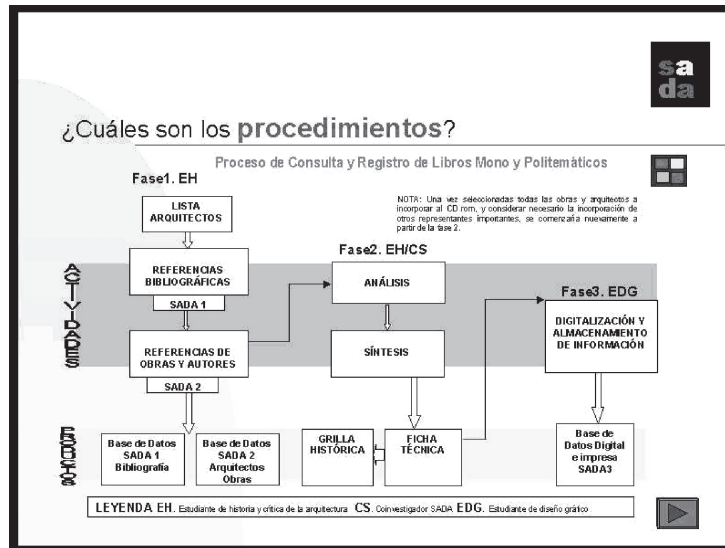 sa
da
¿Cuáles son los procedimientos?
Proceso de Consulta y Registro de Libros Mono y Politemáticos
Fase1. EH
LISTA
ARQUITECTOS
NOTA: Una vez seleccionadas todas las obras y arquitectos a
incorporar al CD rom, y considerar necesario la incorporación de
otros representantes importantes, se comenzaría nuevamente a
partir de la fase 2.
Fase2. EH/CS
ACTIVIDADES
REFERENCIAS
BIBLIOGRÁFICAS
SADA 1
ANÁLISIS
Fase3. EDG
DIGITALIZACIÓN Y
ALMACENAMIENTO
DE INFORMACIÓN
REFERENCIAS DE
OBRAS Y AUTORES
SADA 2
SÍNTESIS
PRODUCTOS
Base de Datos
SADA 1
Bibliografía
Base de Datos
SADA 2
Arquitectos
Obras
GRILLA
HISTÓRICA
FICHA
TÉCNICA
Base de
Datos Digital
e impresa
SADA3
LEYENDA EH. Estudiante de historia y crítica de la arquitectura CS. Coinvestigador SADA EDG. Estudiante de diseño gráfico